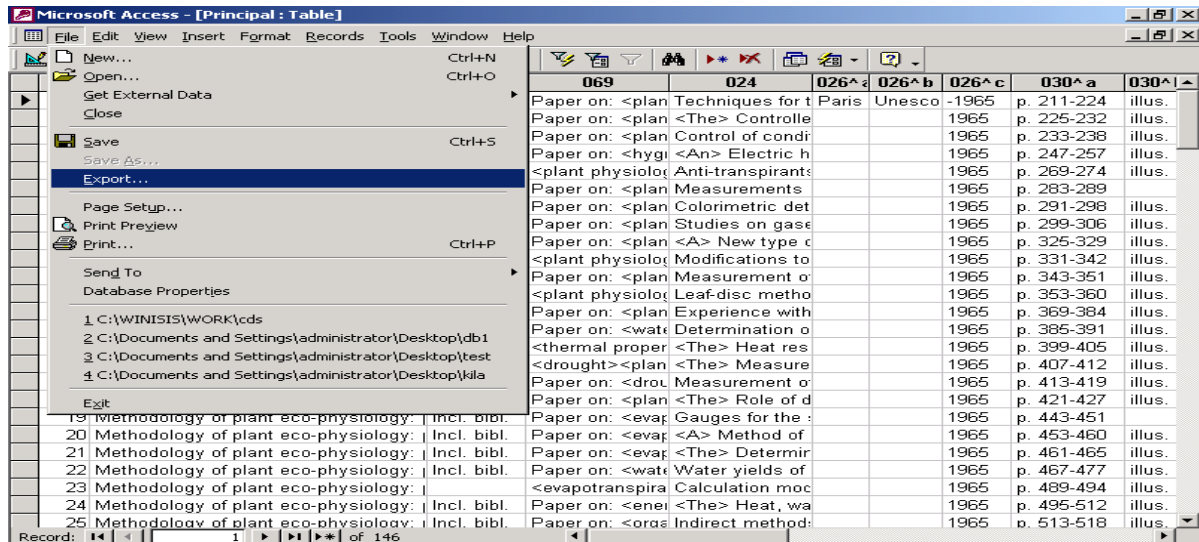 Microsoft Access - [Principal : Table]
File Edit View Insert Format Records Tools Window Help
New... Ctrl+N
Open... Ctrl+O
Get External Data
Close
Save Ctrl+S
Save As...
Export...
Page Setup...
Print Preview
Print... Ctrl+P
Send To
Database Properties
1 C:\WINISIS\WORK\cds
2 C:\Documents and Settings\administrator\Desktop\db1
3 C:\Documents and Settings\administrator\Desktop\test
4 C:\Documents and Settings\administrator\Desktop\kila
Exit
069 024 026^a 026^b 026^c 030^a 030^
Paper on: <plan Techniques for t Paris Unesco -1965 p. 211-224 illus.
Paper on: <plan <The> Controlle 1965 p. 225-232 illus.
Paper on: <plan Control of condi 1965 p. 233-238 illus.
Paper on: <hygr <An> Electric h 1965 p. 247-257 illus.
<plant physiolog Anti-transpirants 1965 p. 269-274 illus.
Paper on: <plan Measurements 1965 p. 283-289
Paper on: <plan Colorimetric det 1965 p. 291-298 illus.
Paper on: <plan Studies on gase 1965 p. 299-306 illus.
Paper on: <plan <A> New type c 1965 p. 325-329 illus.
<plant physiolog Modifications to 1965 p. 331-342 illus.
Paper on: <plan Measurement o 1965 p. 343-351 illus.
<plant physiolog Leaf-disc metho 1965 p. 353-360 illus.
Paper on: <plan Experience with 1965 p. 369-384 illus.
Paper on: <wate Determination o 1965 p. 385-391 illus.
<thermal proper <The> Heat res 1965 p. 399-405 illus.
<drought><plan <The> Measure 1965 p. 407-412 illus.
Paper on: <drou Measurement o 1965 p. 413-419 illus.
Paper on: <plan <The> Role of d 1965 p. 421-427 illus.
19 Methodology of plant eco-physiology: Incl. bibl. Paper on: <evap Gauges for the 1965 p. 443-451
20 Methodology of plant eco-physiology: Incl. bibl. Paper on: <evap <A> Method of 1965 p. 453-460 illus.
21 Methodology of plant eco-physiology: Incl. bibl. Paper on: <evap <The> Determin 1965 p. 461-465 illus.
22 Methodology of plant eco-physiology: Incl. bibl. Paper on: <wate Water yields of 1965 p. 467-477 illus.
23 Methodology of plant eco-physiology: <evapotranspira Calculation moc 1965 p. 489-494 illus.
24 Methodology of plant eco-physiology: Incl. bibl. Paper on: <ener <The> Heat, wa 1965 p. 495-512 illus.
25 Methodology of plant eco-physiology: Incl. bibl. Paper on: <orga Indirect method 1965 p. 513-518 illus.
Record: 1 of 146